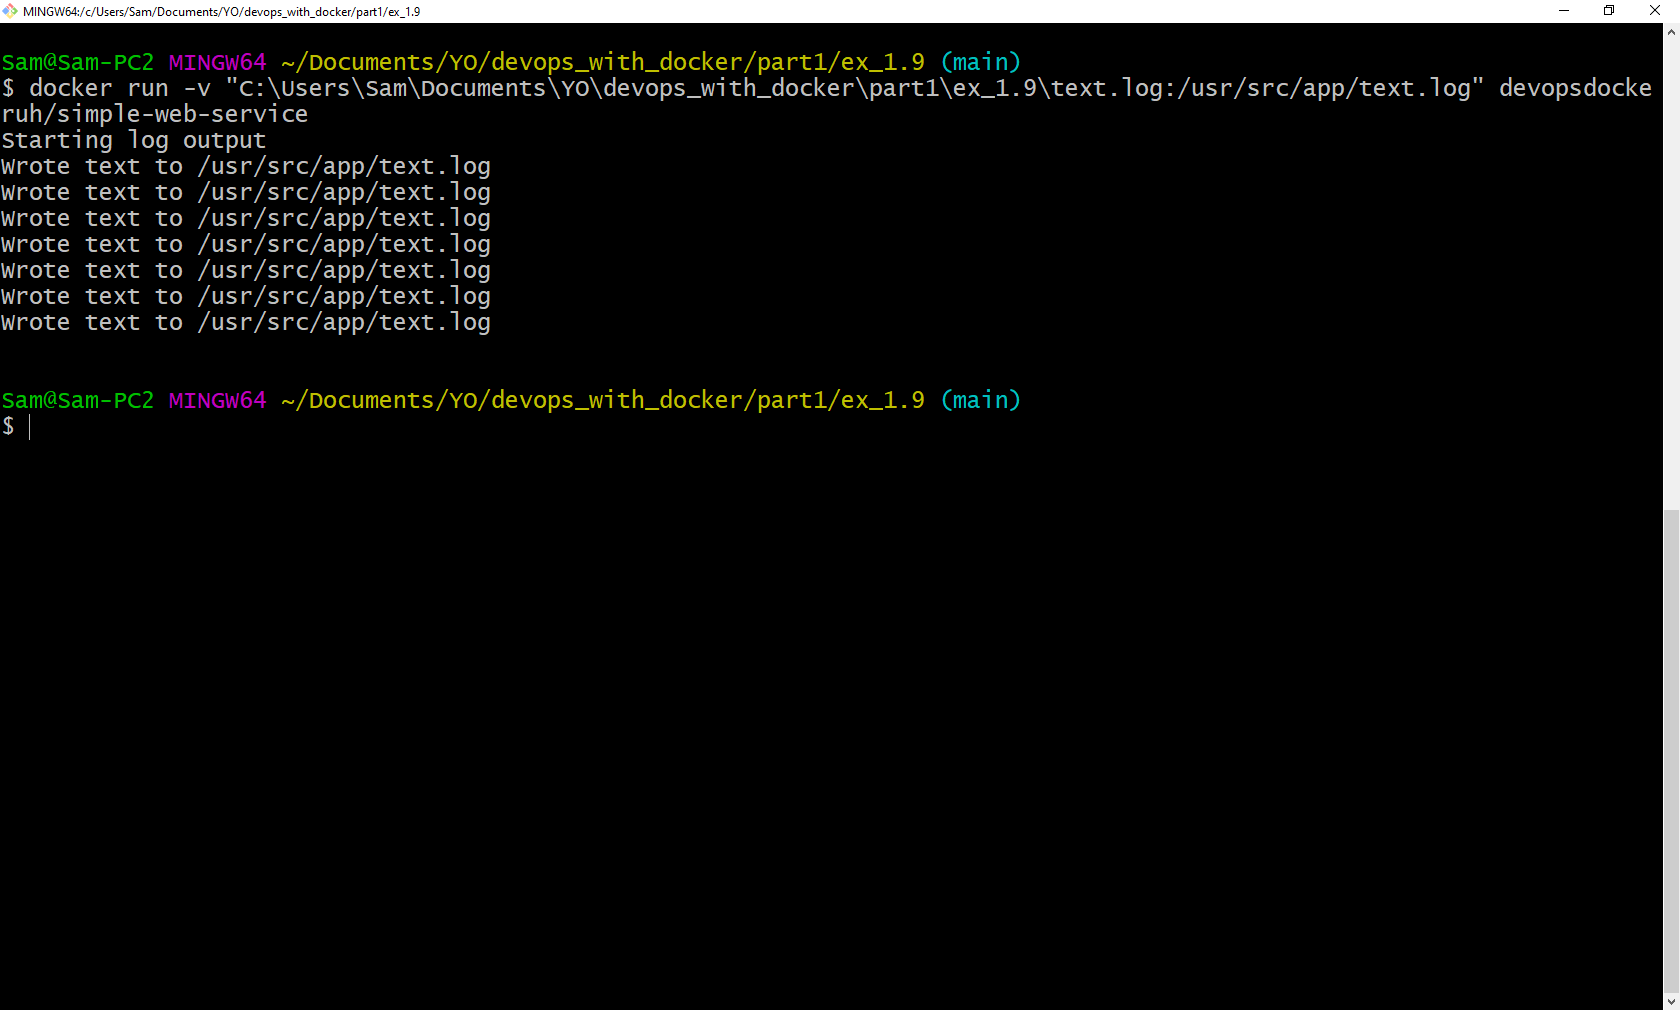 MINGW64:/c/Users/Sam/Documents/YO/devops_with_docker/part1/ex_1.9
Sam@Sam-PC2 MINGW64 ~/Documents/YO/devops_with_docker/part1/ex_1.9 (main)
$ docker run -v "C:\Users\Sam\Documents\YO\devops_with_docker\part1\ex_1.9\text.log:/usr/src/app/text.log" devopsdocke
ruh/simple-web-service
Starting log output
Wrote text to /usr/src/app/text.log
Wrote text to /usr/src/app/text.log
Wrote text to /usr/src/app/text.log
Wrote text to /usr/src/app/text.log
Wrote text to /usr/src/app/text.log
Wrote text to /usr/src/app/text.log
Wrote text to /usr/src/app/text.log
Sam@Sam-PC2 MINGW64 ~/Documents/YO/devops_with_docker/part1/ex_1.9 (main)
$